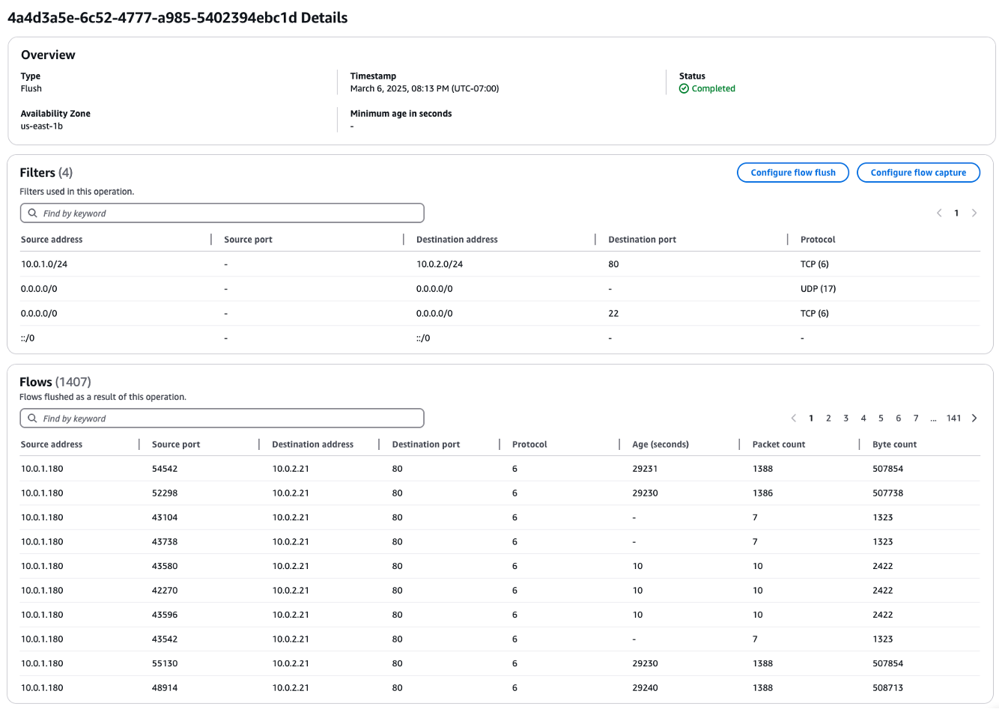 4a4d3a5e-6c52-4777-a985-5402394ebc1d Details
Overview
Type Timestamp Status
Flush March 6, 2025, 08:13 PM (UTC-07:00) Completed
Availability Zone Minimum age in seconds
us-east-1b -
Filters (4) Configure flow flush Configure flow capture
Filters used in this operation.
Find by keyword 1
Source address Source port Destination address Destination port Protocol
10.0.1.0/24 - 10.0.2.0/24 80 TCP (6)
0.0.0.0/0 - 0.0.0.0/0 - UDP (17)
0.0.0.0/0 - 0.0.0.0/0 22 TCP (6)
::/0 - ::/0 - -
Flows (1407)
Flows flushed as a result of this operation.
Find by keyword 1 2 3 4 5 6 7 ... 141
Source address Source port Destination address Destination port Protocol Age (seconds) Packet count Byte count
10.0.1.180 54542 10.0.2.21 80 6 29231 1388 507854
10.0.1.180 52298 10.0.2.21 80 6 29230 1386 507738
10.0.1.180 43104 10.0.2.21 80 6 - 7 1323
10.0.1.180 43738 10.0.2.21 80 6 - 7 1323
10.0.1.180 43580 10.0.2.21 80 6 10 10 2422
10.0.1.180 42270 10.0.2.21 80 6 10 10 2422
10.0.1.180 43596 10.0.2.21 80 6 10 10 2422
10.0.1.180 43542 10.0.2.21 80 6 - 7 1323
10.0.1.180 55130 10.0.2.21 80 6 29230 1388 507854
10.0.1.180 48914 10.0.2.21 80 6 29240 1388 508713